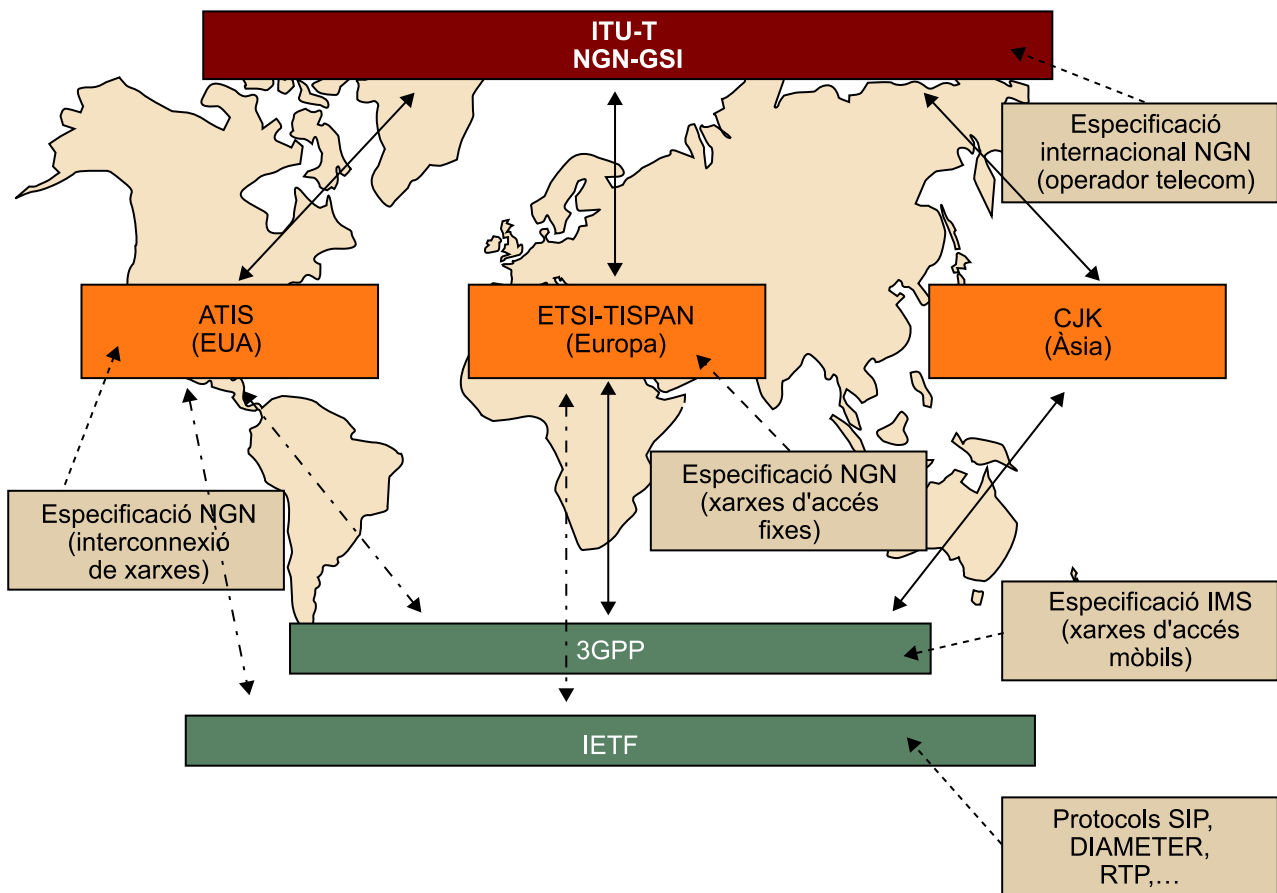 ITU-T
NGN-GSI
Especificació
internacional NGN
(operador telecom)
ATIS
(EUA)
ETSI-TISPAN
(Europa)
CJK
(Àsia)
Especificació NGN
(interconnexió
de xarxes)
Especificació NGN
(xarxes d'accés
fixes)
Especificació IMS
(xarxes d'accés
mòbils)
3GPP
IETF
Protocols SIP,
DIAMETER,
RTP,...